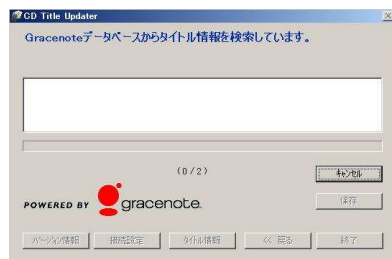 CD Title Updater
Gracenoteデータベースからタイトル情報を検索しています。
(0/2)
キャンセル
POWERED BY gracenote.
保存
バージョン情報 接続設定 タイトル情報 << 戻る 終了